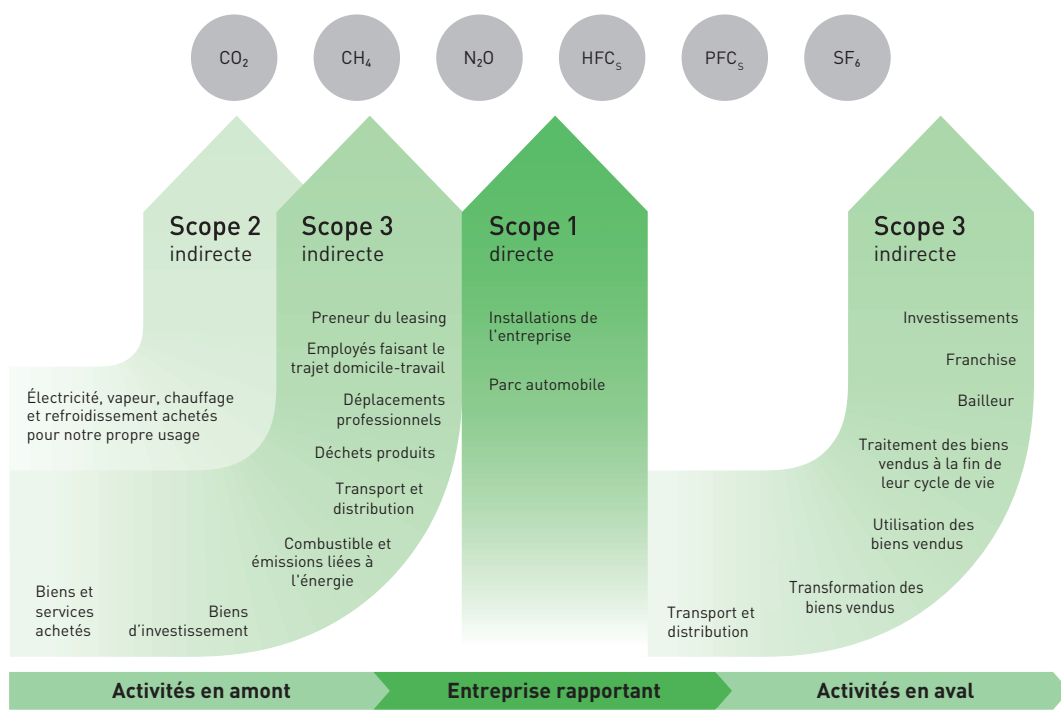 CO₂
CH₄
N₂O
HFCₛ
PFCₛ
SF₆
Scope 2
indirecte
Électricité, vapeur, chauffage
et refroidissement achetés
pour notre propre usage
Scope 3
indirecte
Preneur du leasing
Employés faisant le
trajet domicile-travail
Déplacements
professionnels
Déchets produits
Transport et
distribution
Combustible et
émissions liées à
l'énergie
Biens
d'investissement
Biens et
services
achetés
Scope 1
directe
Installations de
l'entreprise
Parc automobile
Scope 3
indirecte
Investissements
Franchise
Bailleur
Traitement des biens
vendus à la fin de
leur cycle de vie
Utilisation des
biens vendus
Transformation des
biens vendus
Transport et
distribution
Activités en amont
Entreprise rapportant
Activités en aval